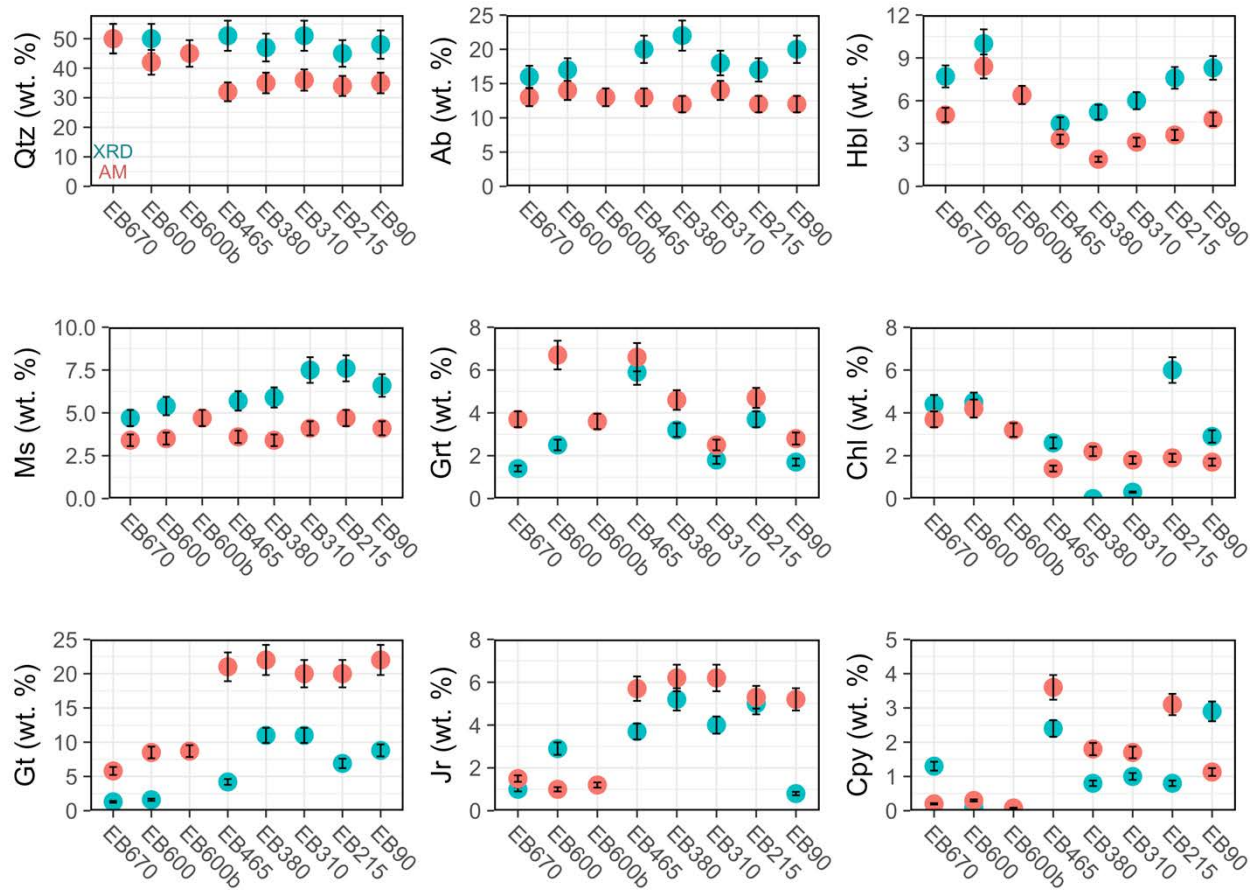 Qtz (wt. %)
50
40
30
20
10
0
XRD
AM
EB670
EB600
EB600b
EB465
EB380
EB310
EB215
EB90
Ab (wt. %)
25
20
15
10
5
0
EB670
EB600
EB600b
EB465
EB380
EB310
EB215
EB90
Hbl (wt. %)
12
9
6
3
0
EB670
EB600
EB600b
EB465
EB380
EB310
EB215
EB90
Ms (wt. %)
10.0
7.5
5.0
2.5
0.0
EB670
EB600
EB600b
EB465
EB380
EB310
EB215
EB90
Grt (wt. %)
8
6
4
2
0
EB670
EB600
EB600b
EB465
EB380
EB310
EB215
EB90
Chl (wt. %)
8
6
4
2
0
EB670
EB600
EB600b
EB465
EB380
EB310
EB215
EB90
Gt (wt. %)
25
20
15
10
5
0
EB670
EB600
EB600b
EB465
EB380
EB310
EB215
EB90
Jr (wt. %)
8
6
4
2
0
EB670
EB600
EB600b
EB465
EB380
EB310
EB215
EB90
Cpy (wt. %)
5
4
3
2
1
0
EB670
EB600
EB600b
EB465
EB380
EB310
EB215
EB90